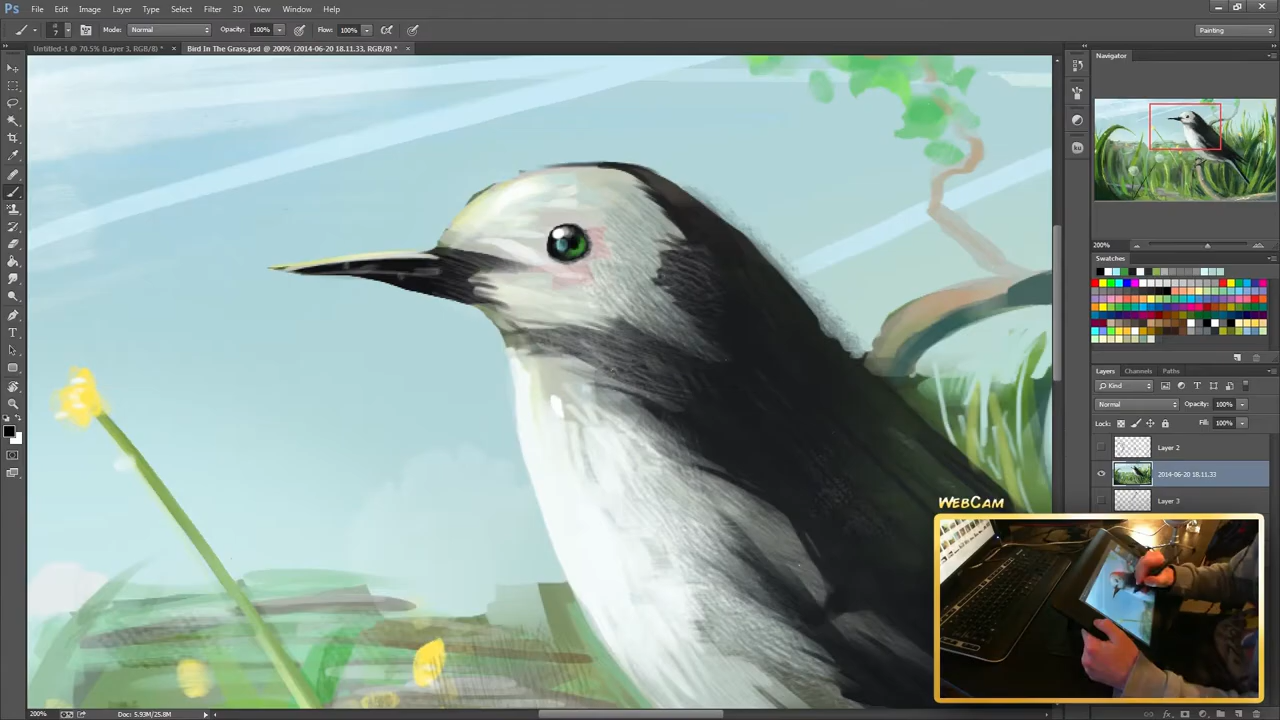 Ps File Edit Image Layer Type Select Filter 3D View Window Help
7 Mode: Normal Opacity: 100% Flow: 100% Painting
Untitled-1 @ 70.5% (Layer 3, RGB/8) * × Bird In The Grass.psd @ 200% (2014-06-20 18.11.33, RGB/8) * ×
Navigator
200%
Swatches
Layers Channels Paths
Kind
Normal Opacity: 100%
Lock: Fill: 100%
Layer 2
2014-06-20 18.11.33
Layer 3
WEBCAM
200% Doc: 5.93M/25.8M